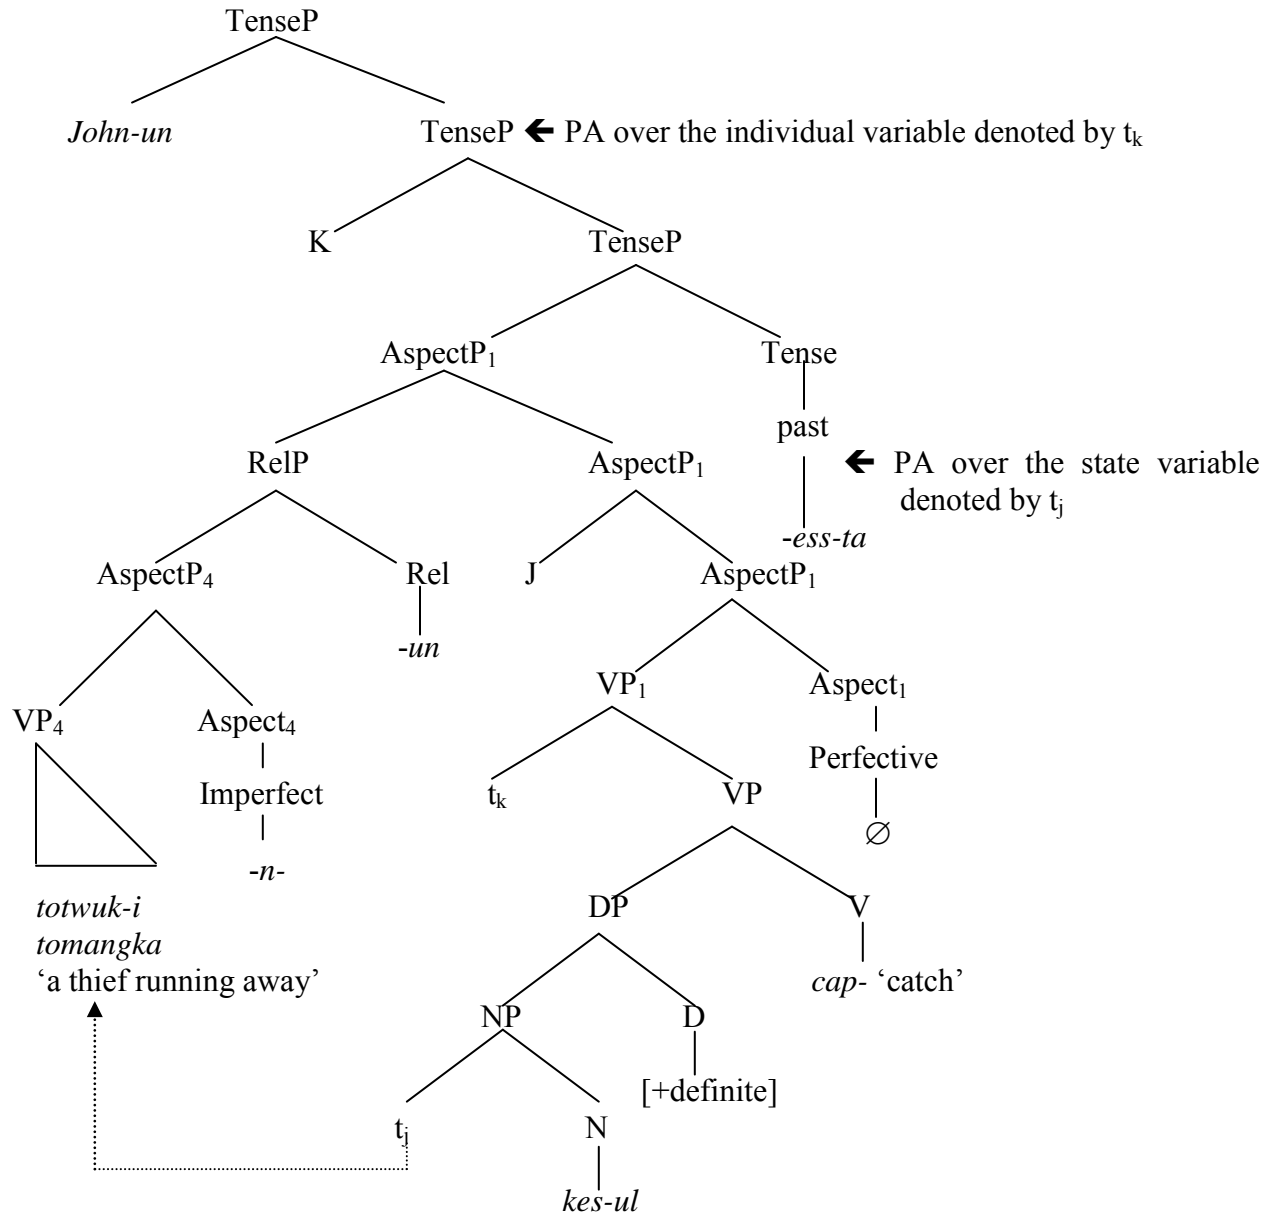 TenseP
John-un TenseP 🡰 PA over the individual variable denoted by tₖ
K TenseP
AspectP₁ Tense
past
RelP AspectP₁ 🡰 PA over the state variable
denoted by tⱼ
-ess-ta
AspectP₄ Rel J AspectP₁
-un
VP₁ Aspect₁
VP₄ Aspect₄
Perfective
Imperfect tₖ VP
∅
-n-
totwuk-i DP V
tomangka
‘a thief running away’ cap- ‘catch’
NP D
[+definite]
tⱼ N
kes-ul